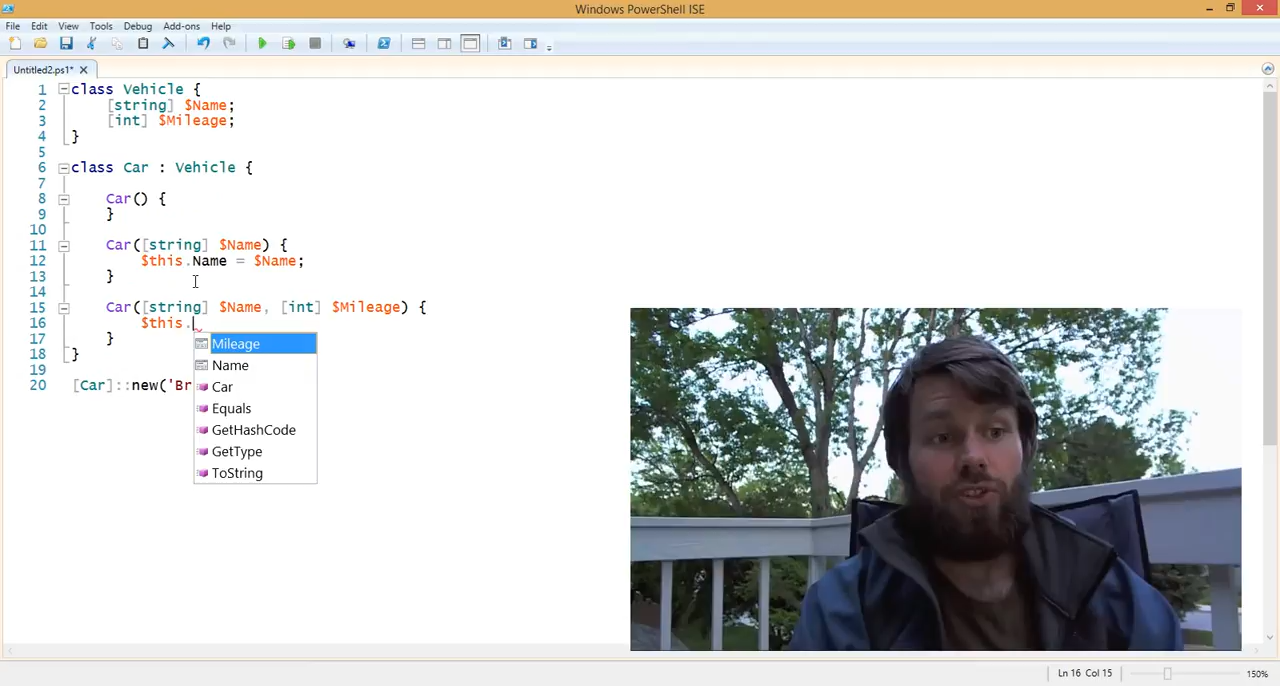 Windows PowerShell ISE
File Edit View Tools Debug Add-ons Help
Untitled2.ps1*
1 class Vehicle {
2 [string] $Name;
3 [int] $Mileage;
4 }
5
6 class Car : Vehicle {
7
8 Car() {
9 }
10
11 Car([string] $Name) {
12 $this.Name = $Name;
13 }
14
15 Car([string] $Name, [int] $Mileage) {
16 $this.
17 }
18 }
19
20 [Car]::new('Br
Mileage
Name
Car
Equals
GetHashCode
GetType
ToString
Ln 16 Col 15
150%